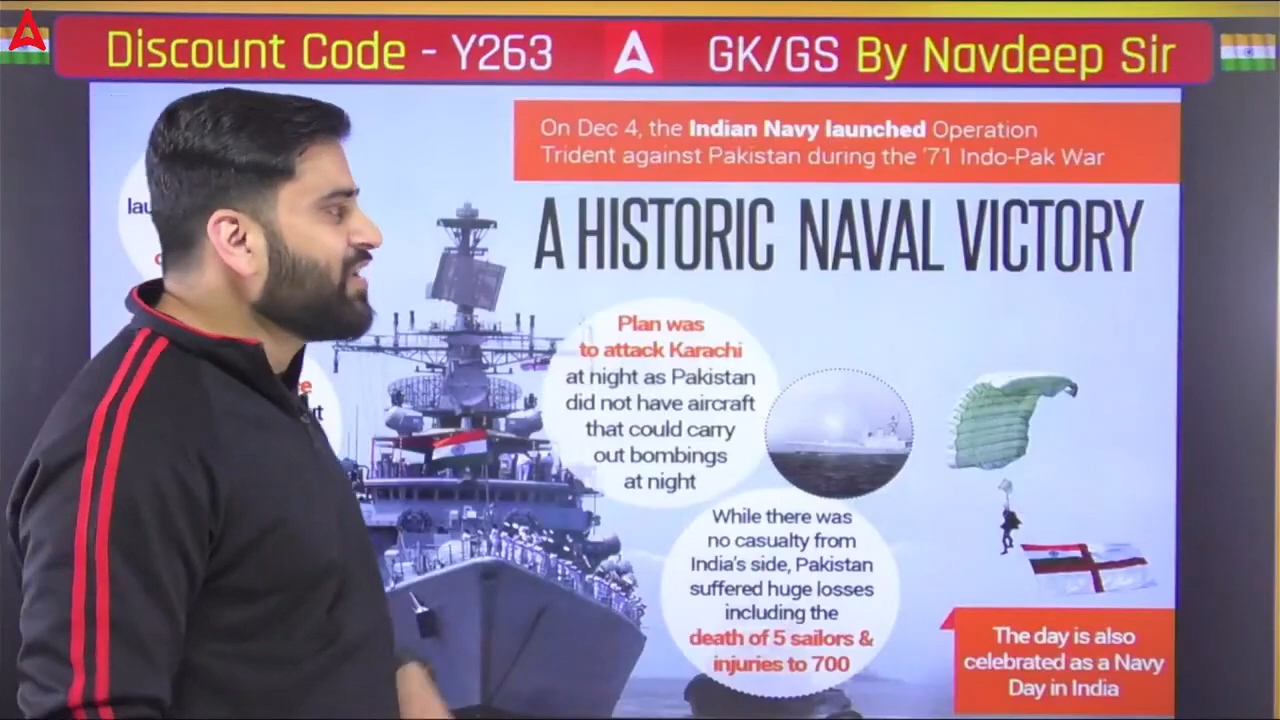 Discount Code - Y263
GK/GS By Navdeep Sir
On Dec 4, the Indian Navy launched Operation
Trident against Pakistan during the '71 Indo-Pak War
A HISTORIC NAVAL VICTORY
Plan was
to attack Karachi
at night as Pakistan
did not have aircraft
that could carry
out bombings
at night
While there was
no casualty from
India's side, Pakistan
suffered huge losses
including the
death of 5 sailors &
injuries to 700
The day is also
celebrated as a Navy
Day in India